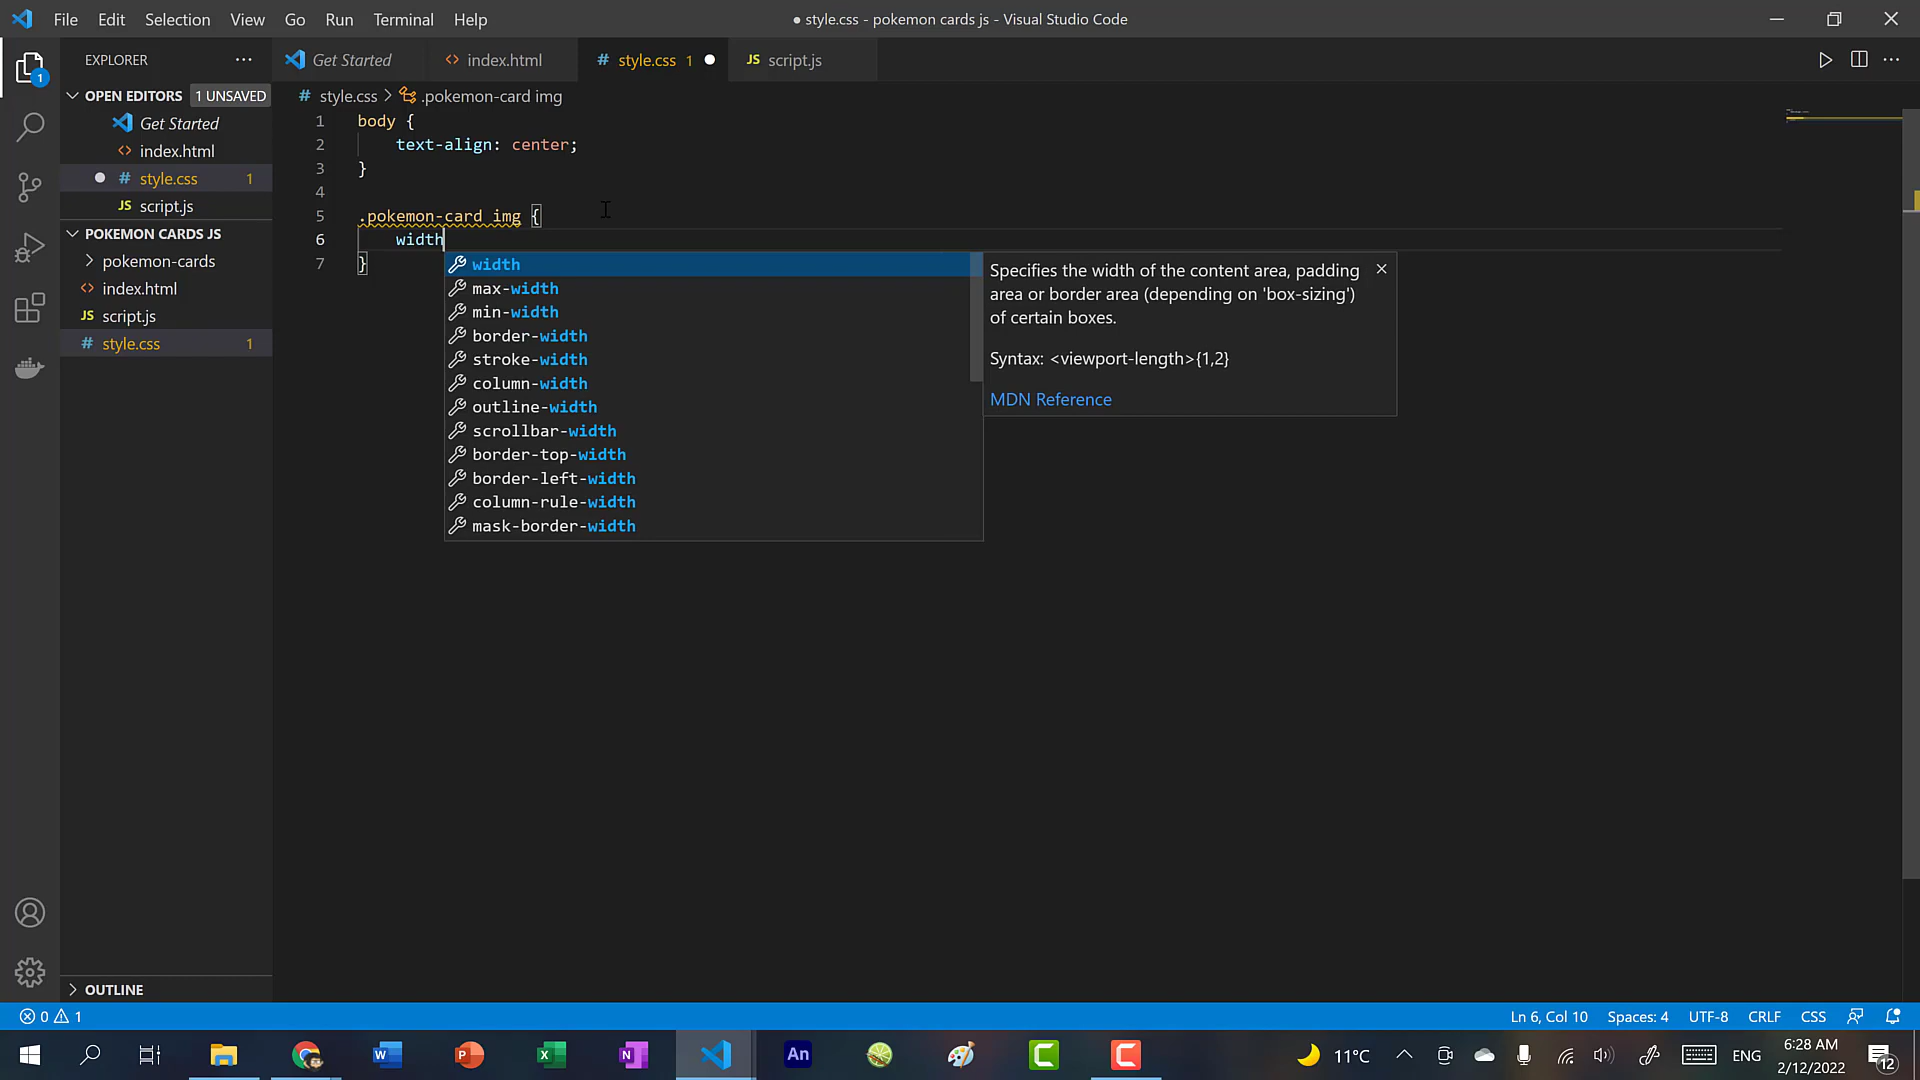 File Edit Selection View Go Run Terminal Help
● style.css - pokemon cards js - Visual Studio Code
EXPLORER
Get Started
index.html
style.css 1
JS script.js
OPEN EDITORS 1 UNSAVED
Get Started
index.html
style.css 1
JS script.js
POKEMON CARDS JS
pokemon-cards
index.html
JS script.js
style.css 1
OUTLINE
# style.css > .pokemon-card img
1 body {
2 text-align: center;
3 }
4
5 .pokemon-card img {
6 width
7 }
width
max-width
min-width
border-width
stroke-width
column-width
outline-width
scrollbar-width
border-top-width
border-left-width
column-rule-width
mask-border-width
Specifies the width of the content area, padding
area or border area (depending on 'box-sizing')
of certain boxes.
Syntax: <viewport-length>{1,2}
MDN Reference
0 1
Ln 6, Col 10 Spaces: 4 UTF-8 CRLF CSS
An
11°C
ENG
6:28 AM
2/12/2022
12